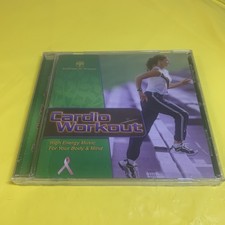 Cardio
Workout
High Energy Music
For Your Body & Mind